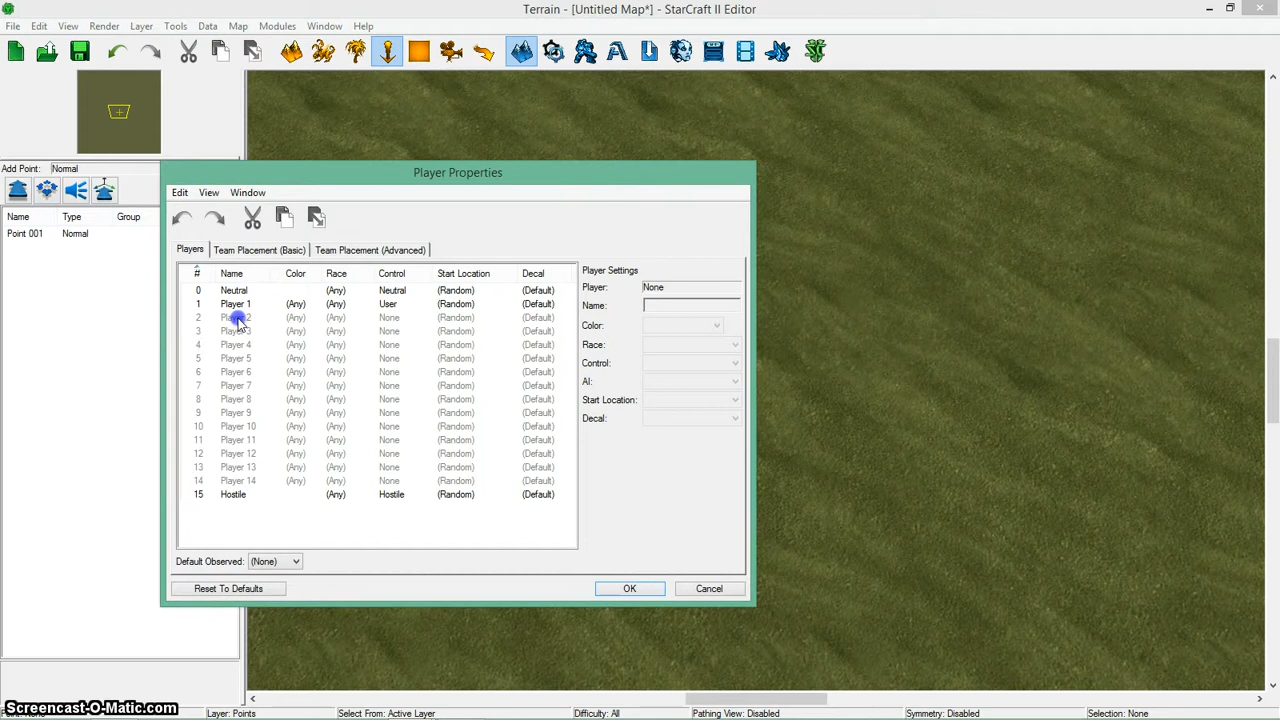 Terrain - [Untitled Map*] - StarCraft II Editor
File Edit View Render Layer Tools Data Map Modules Window Help
Add Point: Normal
Name Type Group
Point 001 Normal
Player Properties
Edit View Window
Players Team Placement (Basic) Team Placement (Advanced)
# Name Color Race Control Start Location Decal
0 Neutral (Any) Neutral (Random) (Default)
1 Player 1 (Any) (Any) User (Random) (Default)
2 Player 2 (Any) (Any) None (Random) (Default)
3 Player 3 (Any) (Any) None (Random) (Default)
4 Player 4 (Any) (Any) None (Random) (Default)
5 Player 5 (Any) (Any) None (Random) (Default)
6 Player 6 (Any) (Any) None (Random) (Default)
7 Player 7 (Any) (Any) None (Random) (Default)
8 Player 8 (Any) (Any) None (Random) (Default)
9 Player 9 (Any) (Any) None (Random) (Default)
10 Player 10 (Any) (Any) None (Random) (Default)
11 Player 11 (Any) (Any) None (Random) (Default)
12 Player 12 (Any) (Any) None (Random) (Default)
13 Player 13 (Any) (Any) None (Random) (Default)
14 Player 14 (Any) (Any) None (Random) (Default)
15 Hostile (Any) Hostile (Random) (Default)
Player Settings
Player: None
Name:
Color:
Race:
Control:
AI:
Start Location:
Decal:
Default Observed: (None)
Reset To Defaults OK Cancel
Screencast-O-Matic.com
Layer: Points Select From: Active Layer Difficulty: All Pathing View: Disabled Symmetry: Disabled Selection: None